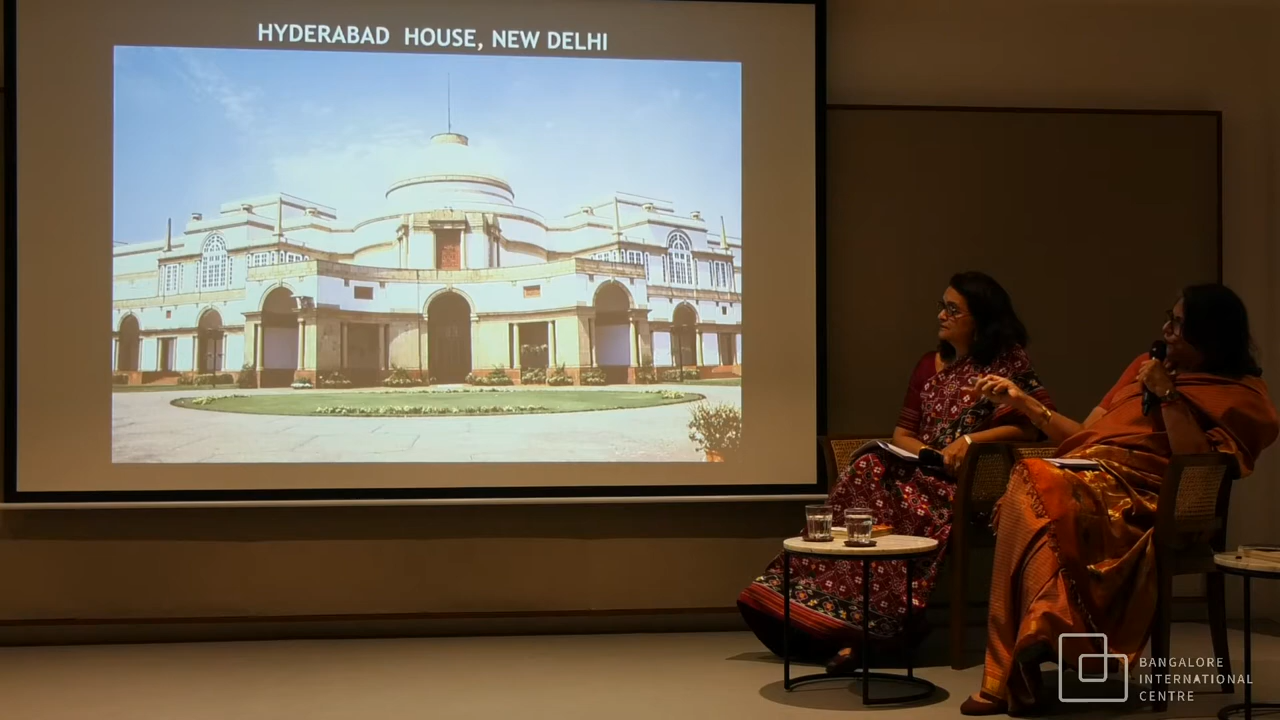 HYDERABAD HOUSE, NEW DELHI
BANGALORE
INTERNATIONAL
CENTRE